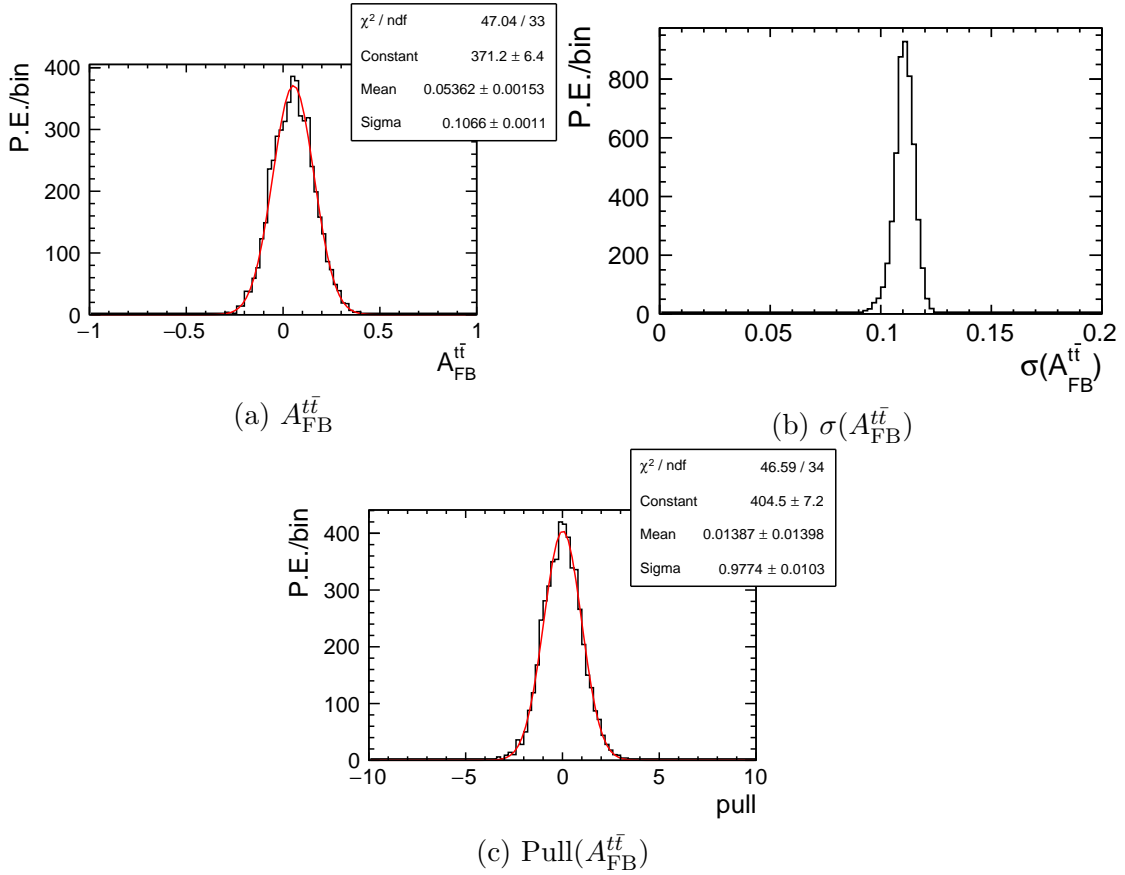 χ² / ndf 47.04 / 33
Constant 371.2 ± 6.4
Mean 0.05362 ± 0.00153
Sigma 0.1066 ± 0.0011
P.E./bin
400
300
200
100
0
−1 −0.5 0 0.5 1
A_FB^{tt̄}
(a) A_FB^{tt̄}
P.E./bin
800
600
400
200
0
0 0.05 0.1 0.15 0.2
σ(A_FB^{tt̄})
(b) σ(A_FB^{tt̄})
χ² / ndf 46.59 / 34
Constant 404.5 ± 7.2
Mean 0.01387 ± 0.01398
Sigma 0.9774 ± 0.0103
P.E./bin
400
300
200
100
0
−10 −5 0 5 10
pull
(c) Pull(A_FB^{tt̄})